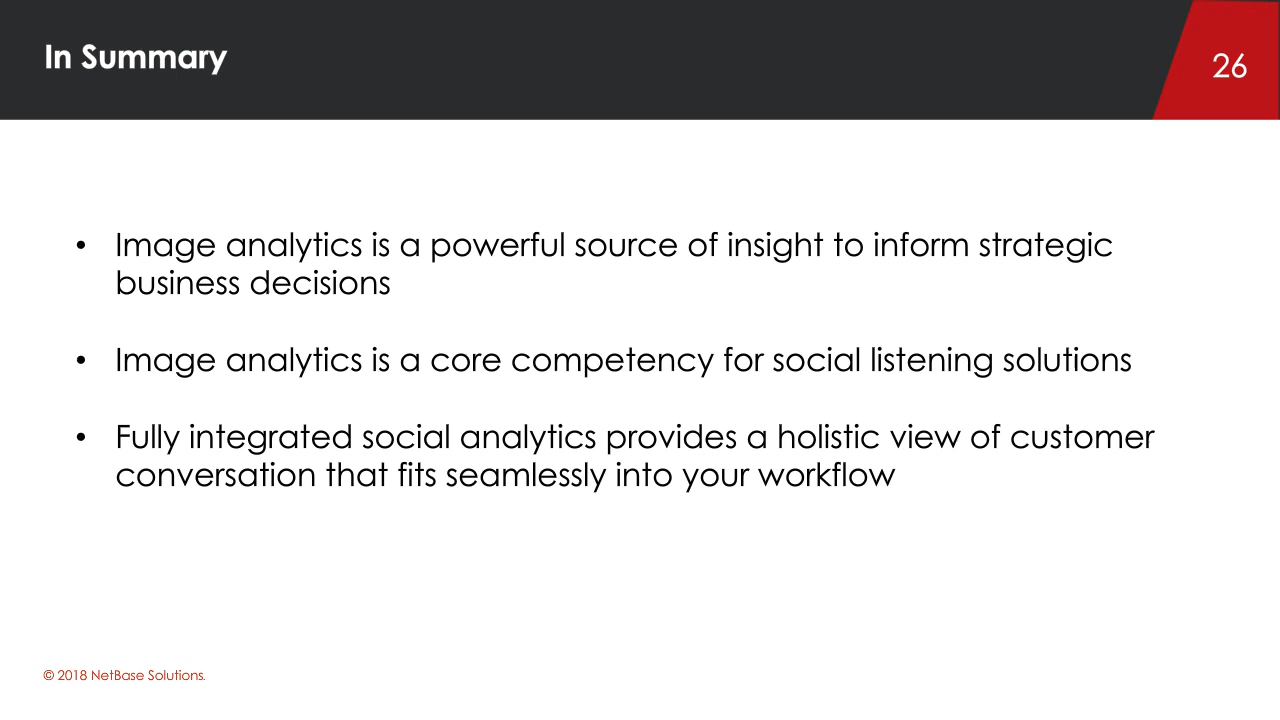 In Summary
26
• Image analytics is a powerful source of insight to inform strategic
business decisions
• Image analytics is a core competency for social listening solutions
• Fully integrated social analytics provides a holistic view of customer
conversation that fits seamlessly into your workflow
© 2018 NetBase Solutions.